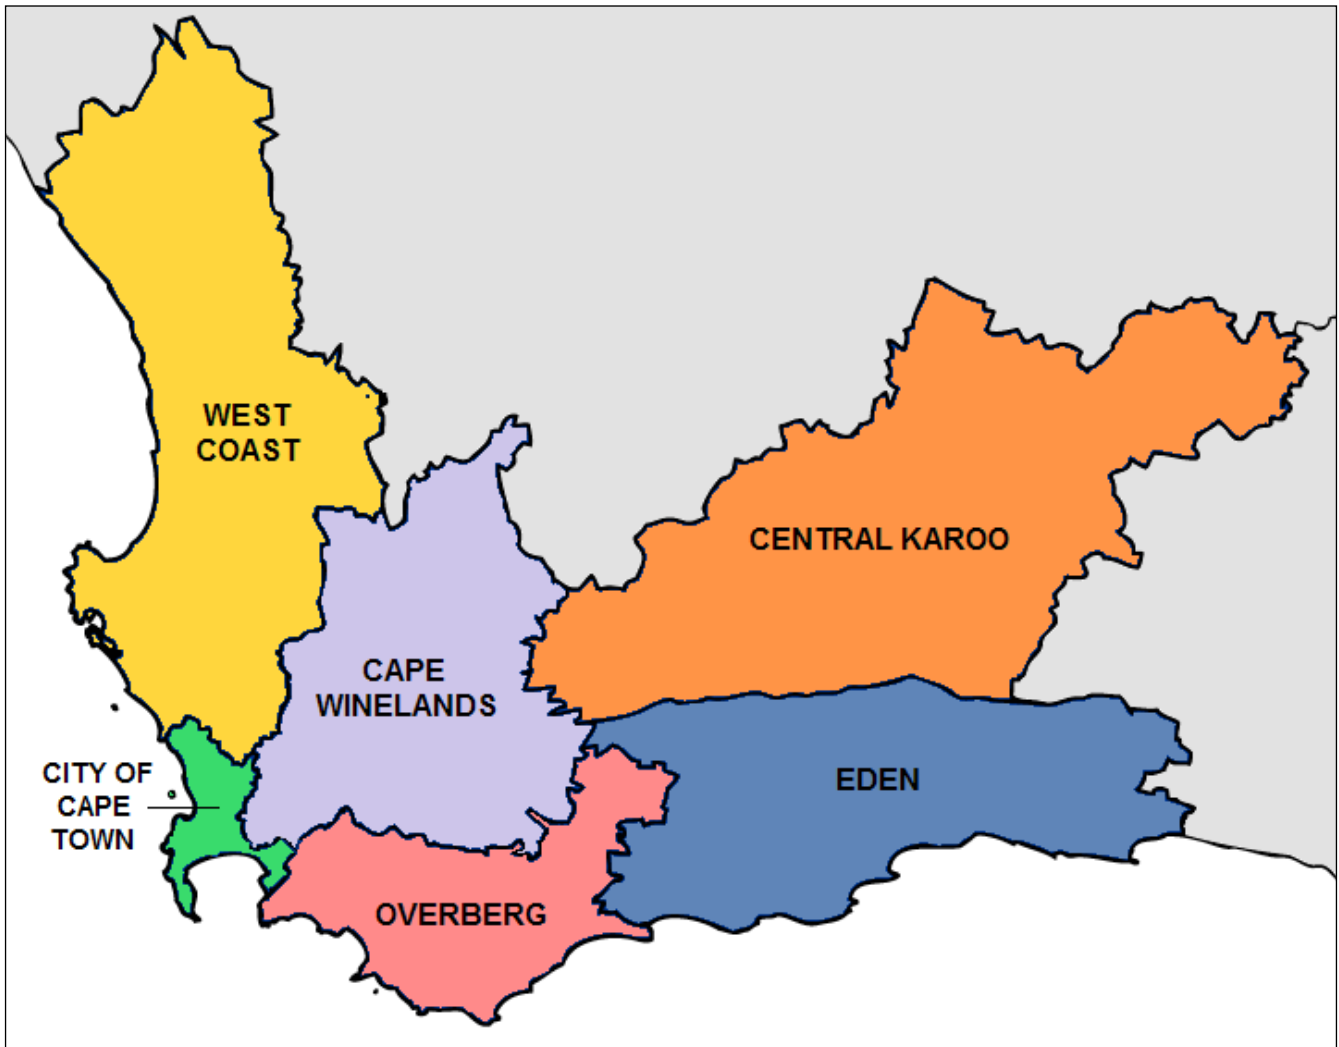 WEST
COAST
CENTRAL KAROO
CAPE
WINELANDS
CITY OF
CAPE
TOWN
EDEN
OVERBERG